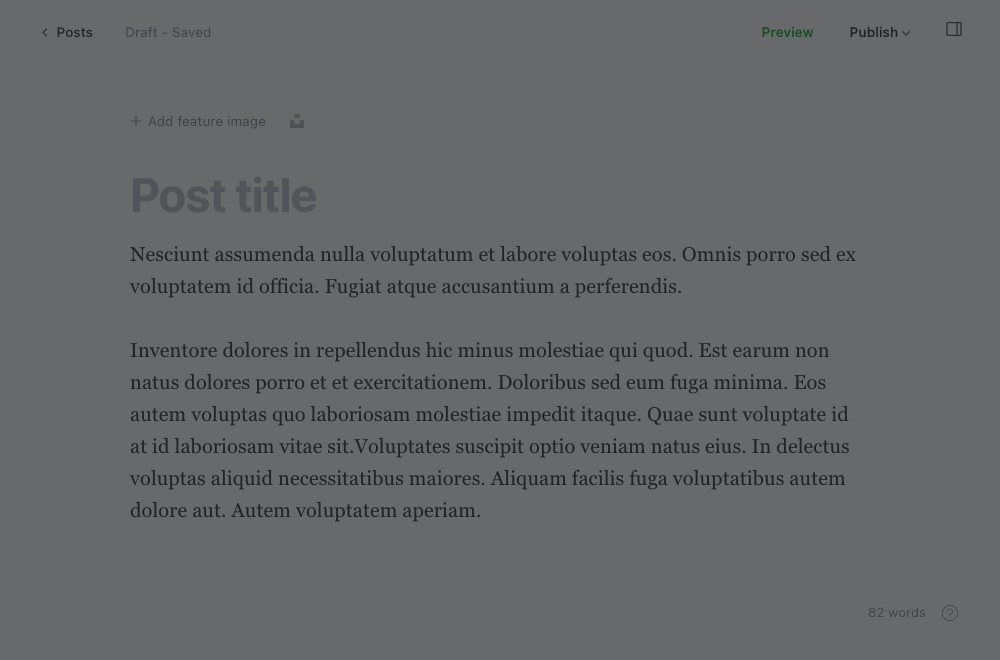 Posts
Draft - Saved
Preview
Publish
Add feature image
Post title
Nesciunt assumenda nulla voluptatum et labore voluptas eos. Omnis porro sed ex
voluptatem id officia. Fugiat atque accusantium a perferendis.
Inventore dolores in repellendus hic minus molestiae qui quod. Est earum non
natus dolores porro et et exercitationem. Doloribus sed eum fuga minima. Eos
autem voluptas quo laboriosam molestiae impedit itaque. Quae sunt voluptate id
at id laboriosam vitae sit.Voluptates suscipit optio veniam natus eius. In delectus
voluptas aliquid necessitatibus maiores. Aliquam facilis fuga voluptatibus autem
dolore aut. Autem voluptatem aperiam.
82 words
?